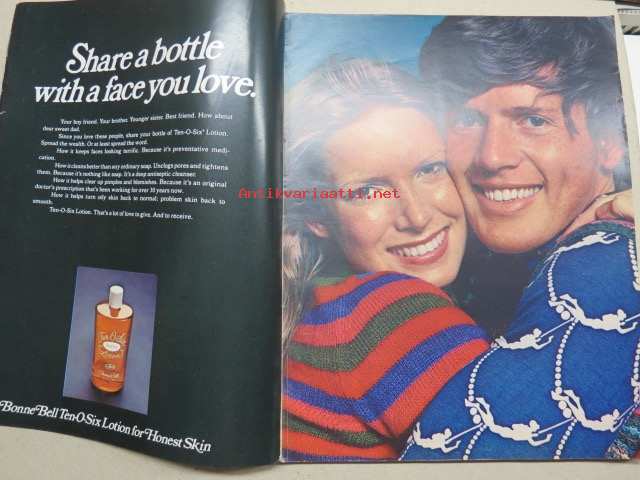 Share a bottle
with a face you love.
Your boy friend. Your brother. Younger sister. Best friend. How about
dear sweet dad.
Since you love these people, share your bottle of Ten-O-Six® Lotion.
Spread the wealth. Or at least spread the word.
How it keeps faces looking terrific. Because it's preventative medi-
cation.
How it cleans better than any ordinary soap. Unclogs pores and tightens
them. Because it's nothing like soap. It's a deep antiseptic cleanser.
How it helps clear up pimples and blemishes. Because it's an original
doctor's prescription that's been working for over 35 years now.
How it helps turn oily skin back to normal; problem skin back to
smooth.
Ten-O-Six Lotion. That's a lot of love to give. And to receive.
Antikvariaatti.net
Ten-O-Six
Bonne Bell Ten-O-Six Lotion for Honest Skin